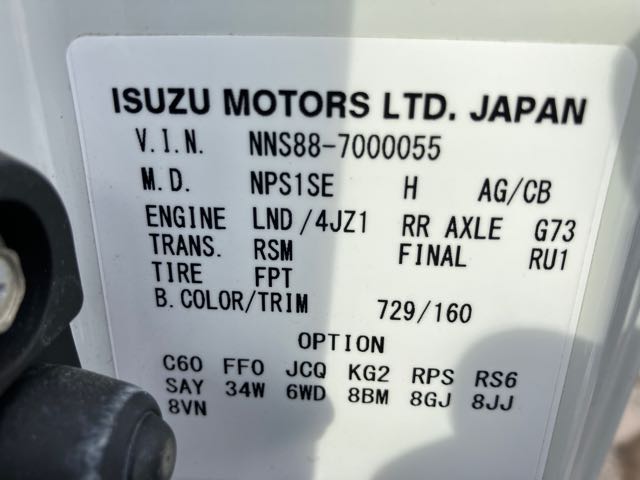 ISUZU MOTORS LTD. JAPAN
V.I.N. NNS88-7000055
M.D. NPS1SE H AG/CB
ENGINE LND/4JZ1 RR AXLE G73
TRANS. RSM FINAL RU1
TIRE FPT
B.COLOR/TRIM 729/160
OPTION
C60 FF0 JCQ KG2 RPS RS6
SAY 34W 6WD 8BM 8GJ 8JJ
8VN